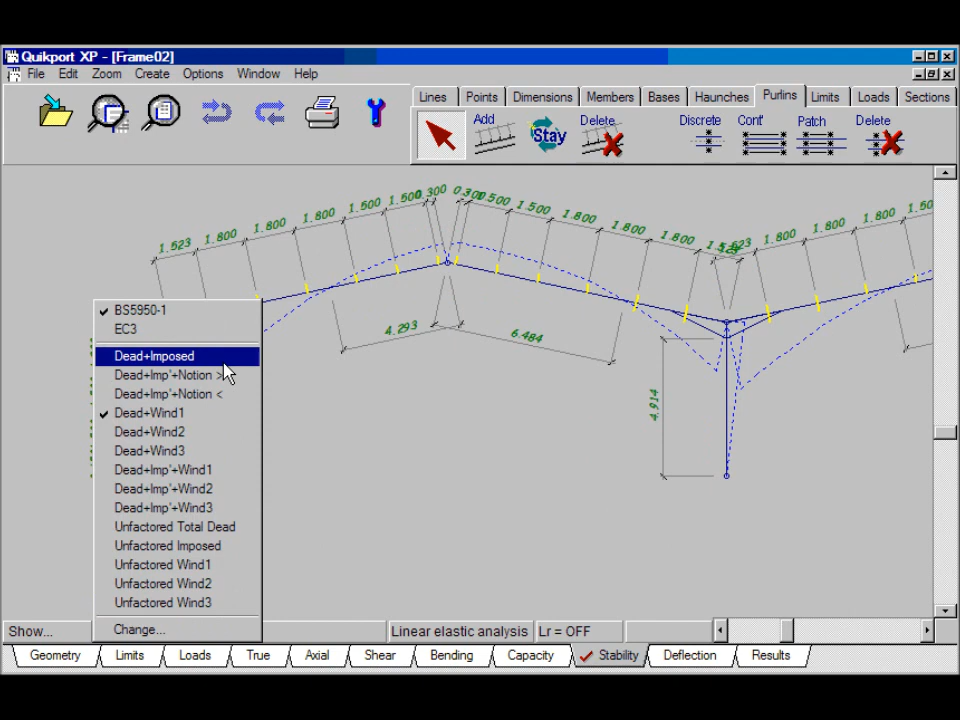 Quikport XP - [Frame02]
File Edit Zoom Create Options Window Help
Lines Points Dimensions Members Bases Haunches Purlins Limits Loads Sections
Add Stay Delete Discrete Cont' Patch Delete
1.523 1.800 1.800 1.800 1.500 1.500 0.300 0.300 1.500 1.800 1.800 1.800 1.800
4.293 6.484
4.914
BS5950-1
EC3
Dead+Imposed
Dead+Imp'+Notion >
Dead+Imp'+Notion <
Dead+Wind1
Dead+Wind2
Dead+Wind3
Dead+Imp'+Wind1
Dead+Imp'+Wind2
Dead+Imp'+Wind3
Unfactored Total Dead
Unfactored Imposed
Unfactored Wind1
Unfactored Wind2
Unfactored Wind3
Change...
Show... Linear elastic analysis Lr = OFF
Geometry Limits Loads True Axial Shear Bending Capacity Stability Deflection Results